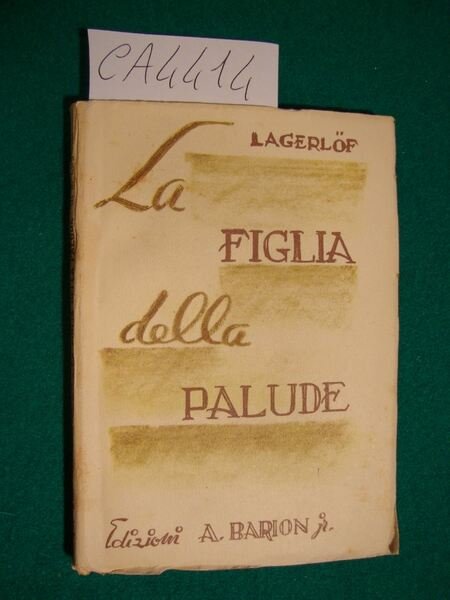 CA4414
LAGERLÖF
La
FIGLIA
della
PALUDE
Edizioni A. BARION jr.